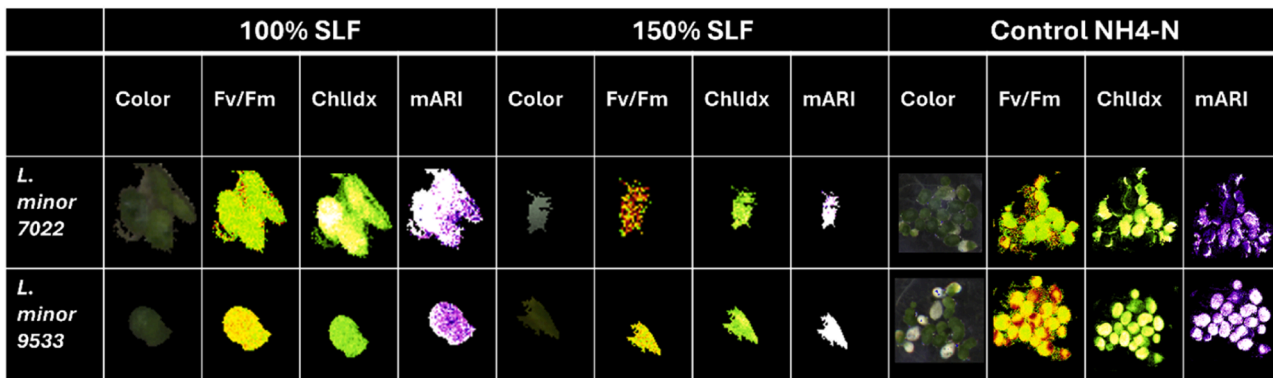 100% SLF 150% SLF Control NH4-N
Color Fv/Fm ChlIdx mARI Color Fv/Fm ChlIdx mARI Color Fv/Fm ChlIdx mARI
L.
minor
7022
L.
minor
9533